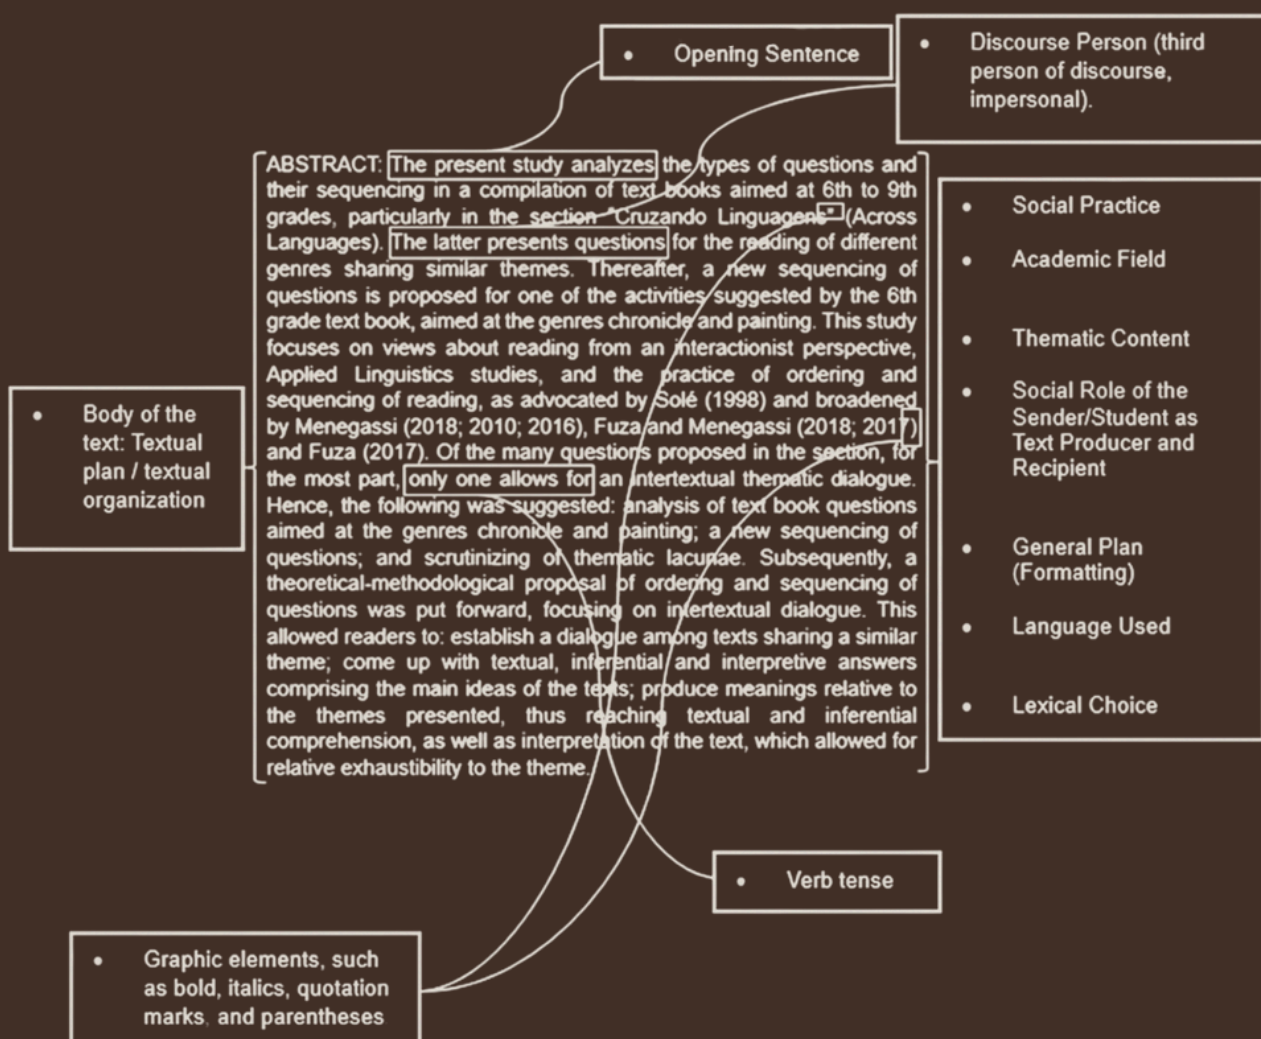 Opening Sentence
Discourse Person (third
person of discourse,
impersonal).
ABSTRACT: The present study analyzes the types of questions and
their sequencing in a compilation of text books aimed at 6th to 9th
grades, particularly in the section "Cruzando Linguagens" (Across
Languages). The latter presents questions for the reading of different
genres sharing similar themes. Thereafter, a new sequencing of
questions is proposed for one of the activities suggested by the 6th
grade text book, aimed at the genres chronicle and painting. This study
focuses on views about reading from an interactionist perspective,
Applied Linguistics studies, and the practice of ordering and
sequencing of reading, as advocated by Solé (1998) and broadened
by Menegassi (2018; 2010; 2016), Fuza and Menegassi (2018; 2017)
and Fuza (2017). Of the many questions proposed in the section, for
the most part, only one allows for an intertextual thematic dialogue.
Hence, the following was suggested: analysis of text book questions
aimed at the genres chronicle and painting; a new sequencing of
questions; and scrutinizing of thematic lacunae. Subsequently, a
theoretical-methodological proposal of ordering and sequencing of
questions was put forward, focusing on intertextual dialogue. This
allowed readers to: establish a dialogue among texts sharing a similar
theme; come up with textual, inferential and interpretive answers
comprising the main ideas of the texts; produce meanings relative to
the themes presented, thus reaching textual and inferential
comprehension, as well as interpretation of the text, which allowed for
relative exhaustibility to the theme.
Social Practice
Academic Field
Thematic Content
Social Role of the
Sender/Student as
Text Producer and
Recipient
General Plan
(Formatting)
Language Used
Lexical Choice
Body of the
text: Textual
plan / textual
organization
Verb tense
Graphic elements, such
as bold, italics, quotation
marks, and parentheses